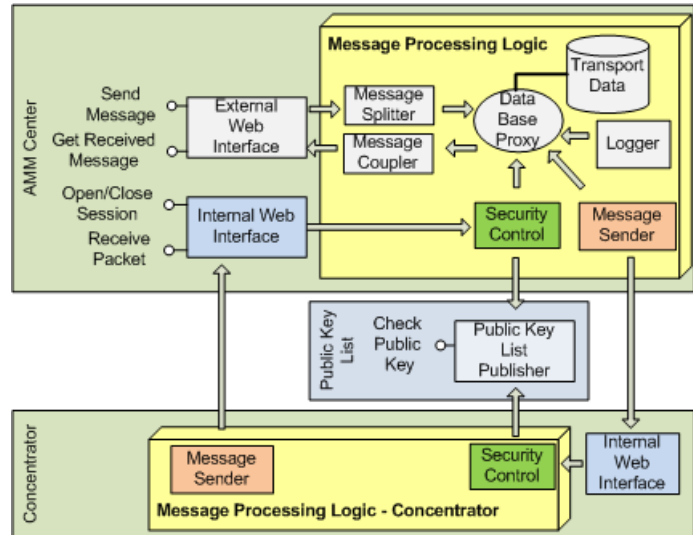 AMM Center
Message Processing Logic
Transport
Data
Send
Message
External
Web
Interface
Message
Splitter
Data
Base
Proxy
Get Received
Message
Message
Coupler
Logger
Open/Close
Session
Internal Web
Interface
Receive
Packet
Security
Control
Message
Sender
Public Key
List
Check
Public
Key
Public Key
List
Publisher
Concentrator
Message
Sender
Security
Control
Internal
Web
Interface
Message Processing Logic - Concentrator